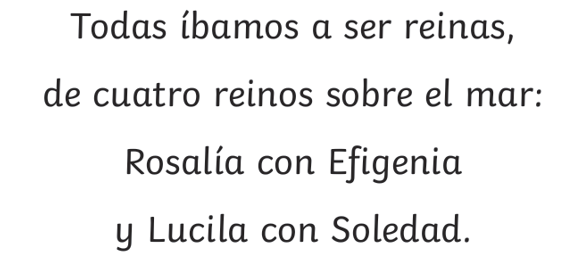 Todas íbamos a ser reinas,
de cuatro reinos sobre el mar:
Rosalía con Efigenia
y Lucila con Soledad.